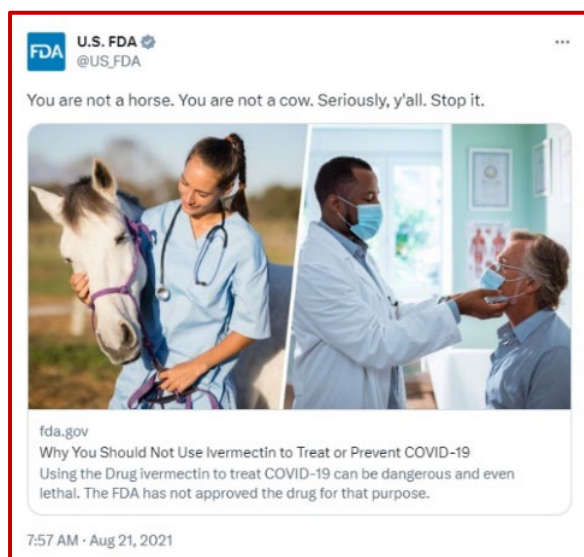 FDA
U.S. FDA
@US_FDA
You are not a horse. You are not a cow. Seriously, y'all. Stop it.
fda.gov
Why You Should Not Use Ivermectin to Treat or Prevent COVID-19
Using the Drug ivermectin to treat COVID-19 can be dangerous and even
lethal. The FDA has not approved the drug for that purpose.
7:57 AM · Aug 21, 2021